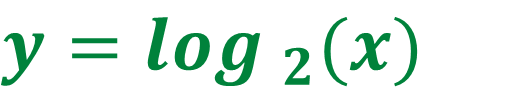 y = log ₂(x)